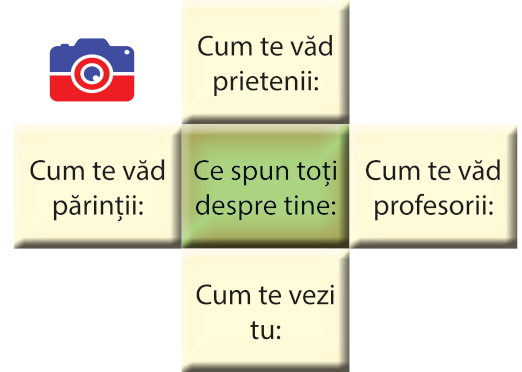 Cum te văd
prietenii:
Cum te văd
părinții:
Ce spun toți
despre tine:
Cum te văd
profesorii:
Cum te vezi
tu: